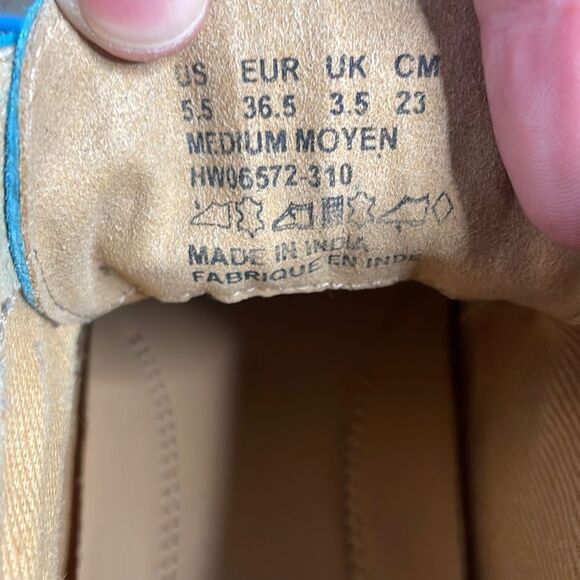 US EUR UK CM
5.5 36.5 3.5 23
MEDIUM MOYEN
HW06572-310
MADE IN INDIA
FABRIQUE EN INDE